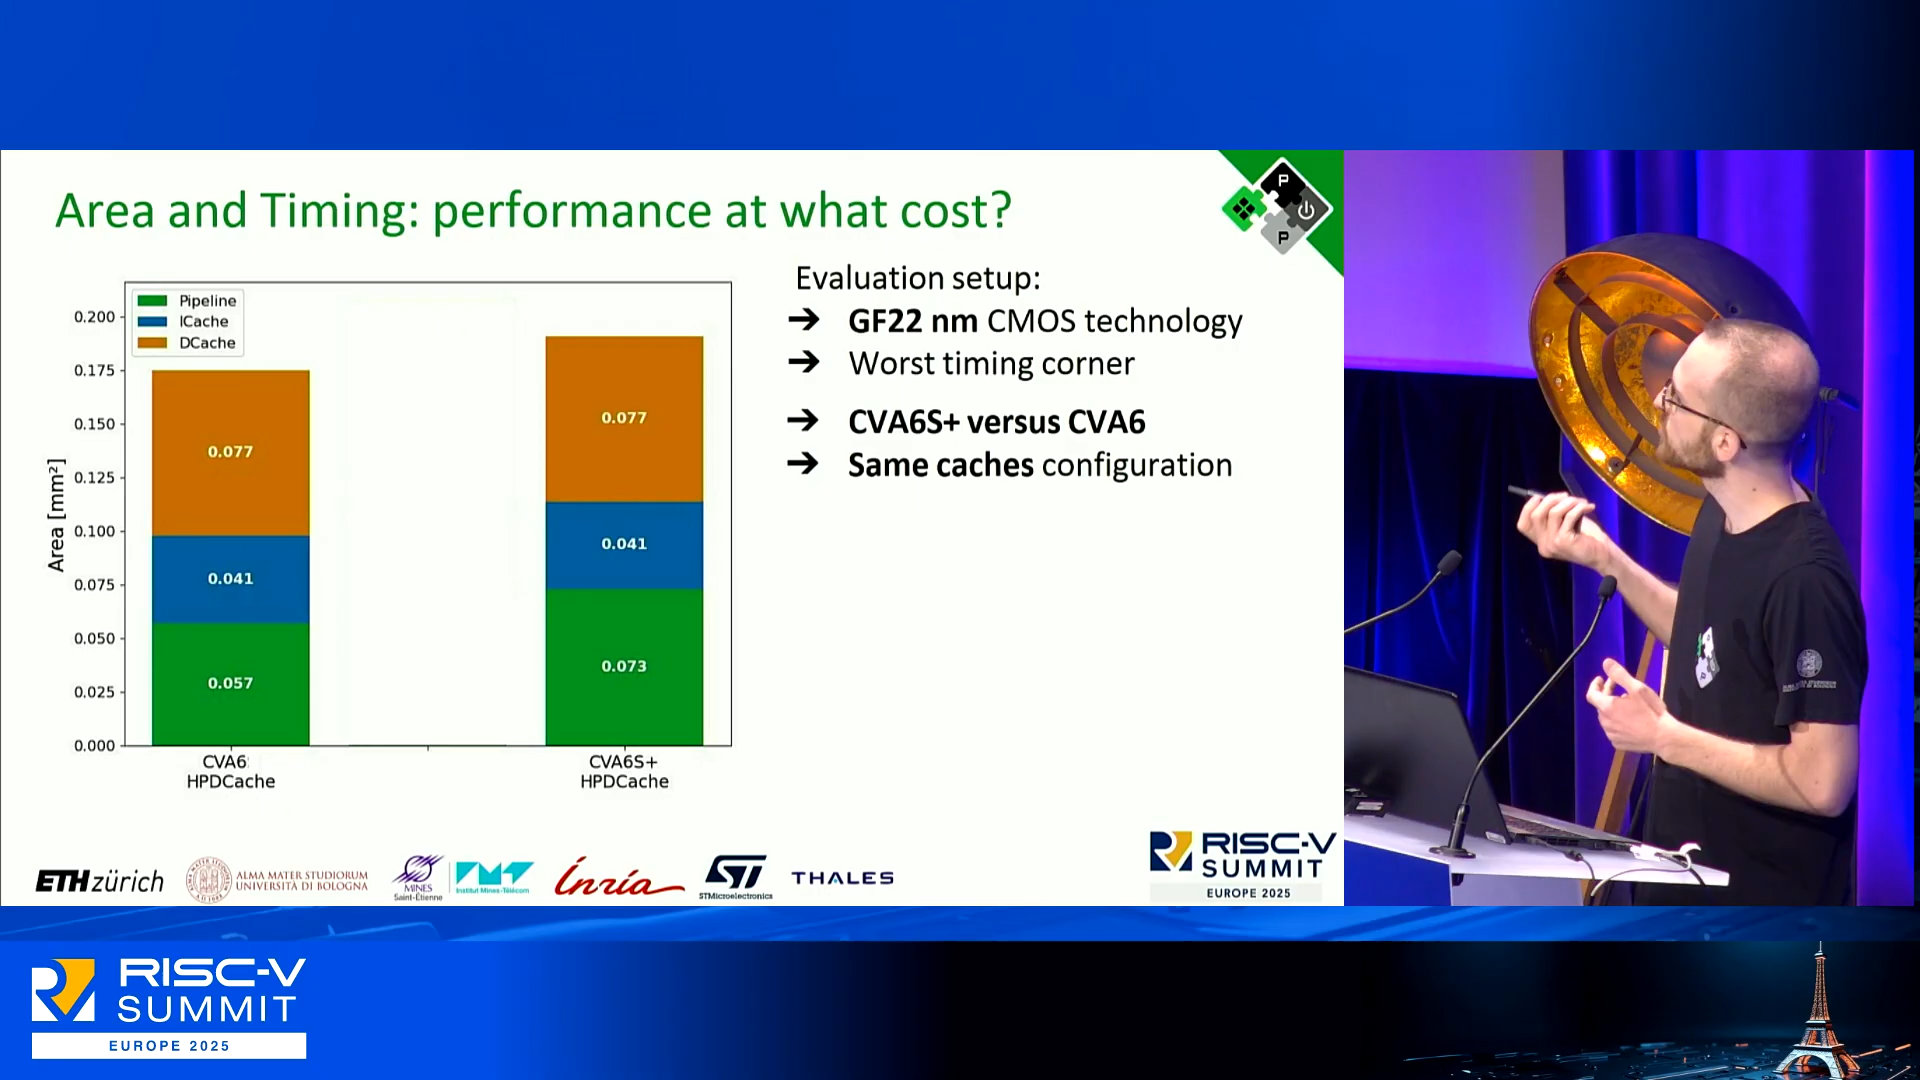 Area and Timing: performance at what cost?
P
P
Pipeline
ICache
DCache
0.200
0.175
0.150
0.125
0.100
0.075
0.050
0.025
0.000
Area [mm²]
0.077
0.041
0.057
0.077
0.041
0.073
CVA6
HPDCache
CVA6S+
HPDCache
Evaluation setup:
➔ GF22 nm CMOS technology
➔ Worst timing corner
➔ CVA6S+ versus CVA6
➔ Same caches configuration
ETH zürich
ALMA MATER STUDIORUM
UNIVERSITÀ DI BOLOGNA
MINES
Saint-Étienne
Institut Mines-Télécom
Inria
ST
STMicroelectronics
THALES
RISC-V
SUMMIT
EUROPE 2025
RISC-V
SUMMIT
EUROPE 2025